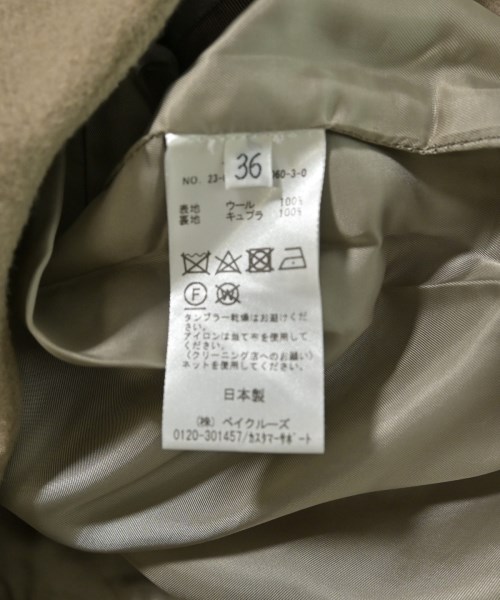 36
NO. 23- 060-3-0
表地 ウール 100%
裏地 キュプラ 100%
F W
タンブラー乾燥はお避けくださ
い。
アイロンは当て布を使用して
ください。
〈クリーニング店へのお願い〉
ネットを使用してください。
日本製
(株) ベイクルーズ
0120-301457/カスタマーサポート